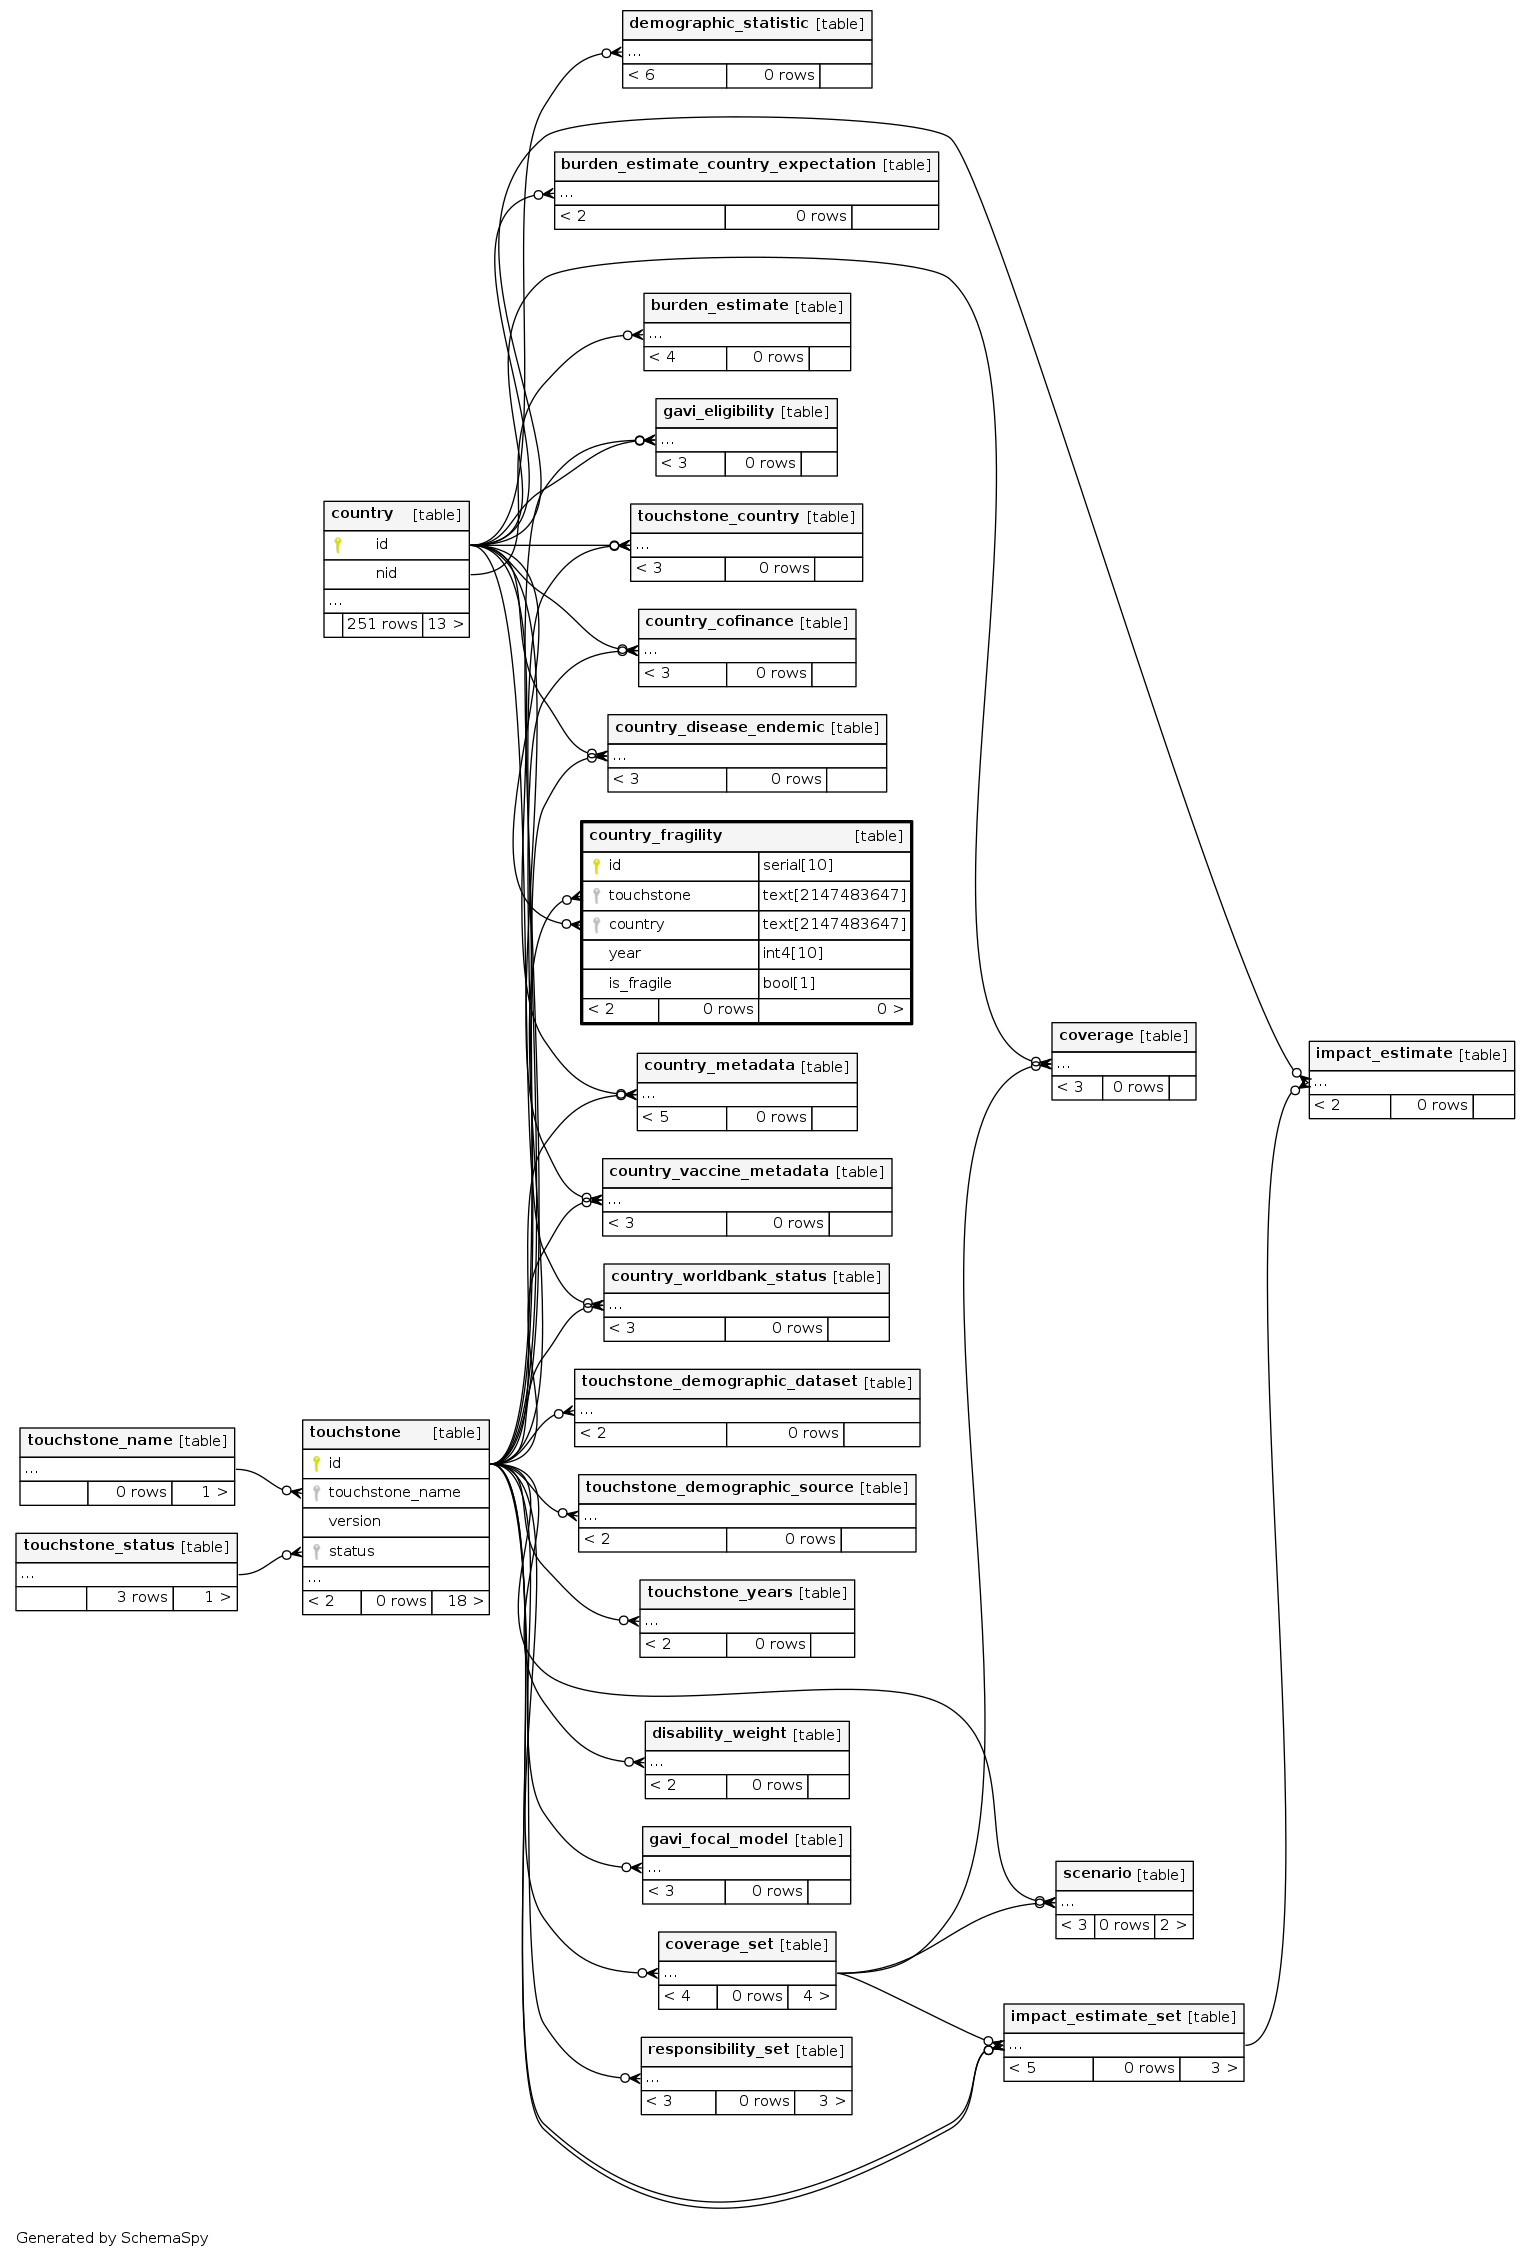 demographic_statistic [table]
...
< 6 0 rows
burden_estimate_country_expectation [table]
...
< 2 0 rows
burden_estimate [table]
...
< 4 0 rows
gavi_eligibility [table]
...
< 3 0 rows
country [table]
id
nid
...
251 rows 13 >
touchstone_country [table]
...
< 3 0 rows
country_cofinance [table]
...
< 3 0 rows
country_disease_endemic [table]
...
< 3 0 rows
country_fragility [table]
id serial[10]
touchstone text[2147483647]
country text[2147483647]
year int4[10]
is_fragile bool[1]
< 2 0 rows 0 >
coverage [table]
...
< 3 0 rows
impact_estimate [table]
...
< 2 0 rows
country_metadata [table]
...
< 5 0 rows
country_vaccine_metadata [table]
...
< 3 0 rows
country_worldbank_status [table]
...
< 3 0 rows
touchstone_demographic_dataset [table]
...
< 2 0 rows
touchstone_name [table]
...
0 rows 1 >
touchstone_status [table]
...
3 rows 1 >
touchstone [table]
id
touchstone_name
version
status
...
< 2 0 rows 18 >
touchstone_demographic_source [table]
...
< 2 0 rows
touchstone_years [table]
...
< 2 0 rows
disability_weight [table]
...
< 2 0 rows
gavi_focal_model [table]
...
< 3 0 rows
scenario [table]
...
< 3 0 rows 2 >
coverage_set [table]
...
< 4 0 rows 4 >
impact_estimate_set [table]
...
< 5 0 rows 3 >
responsibility_set [table]
...
< 3 0 rows 3 >
Generated by SchemaSpy